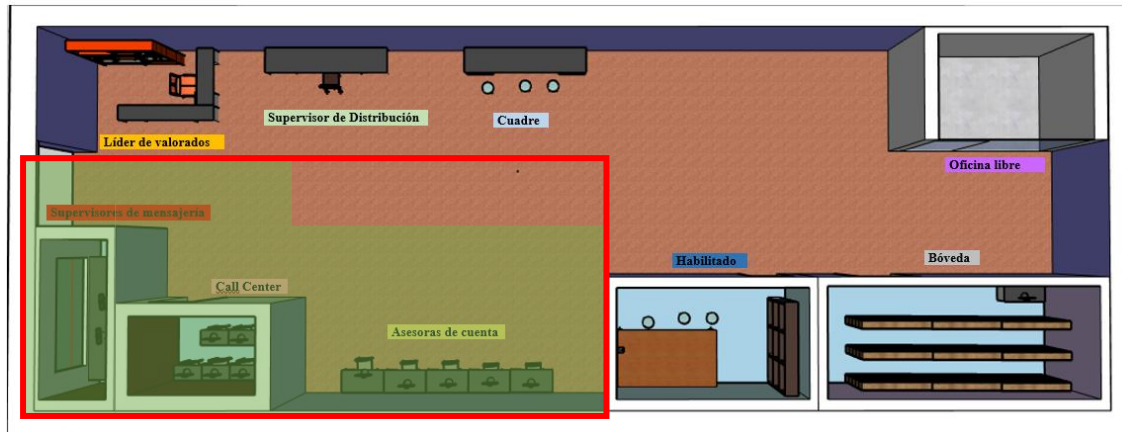 Supervisor de Distribución
Cuadre
Líder de valorados
Oficina libre
Supervisores de mensajería
Habilitado
Bóveda
Call Center
Asesoras de cuenta